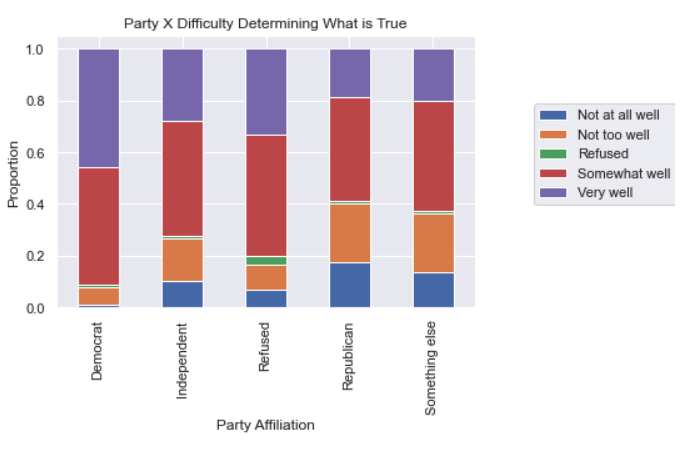 Party X Difficulty Determining What is True
Proportion
1.0
0.8
0.6
0.4
0.2
0.0
Democrat
Independent
Refused
Republican
Something else
Party Affiliation
Not at all well
Not too well
Refused
Somewhat well
Very well